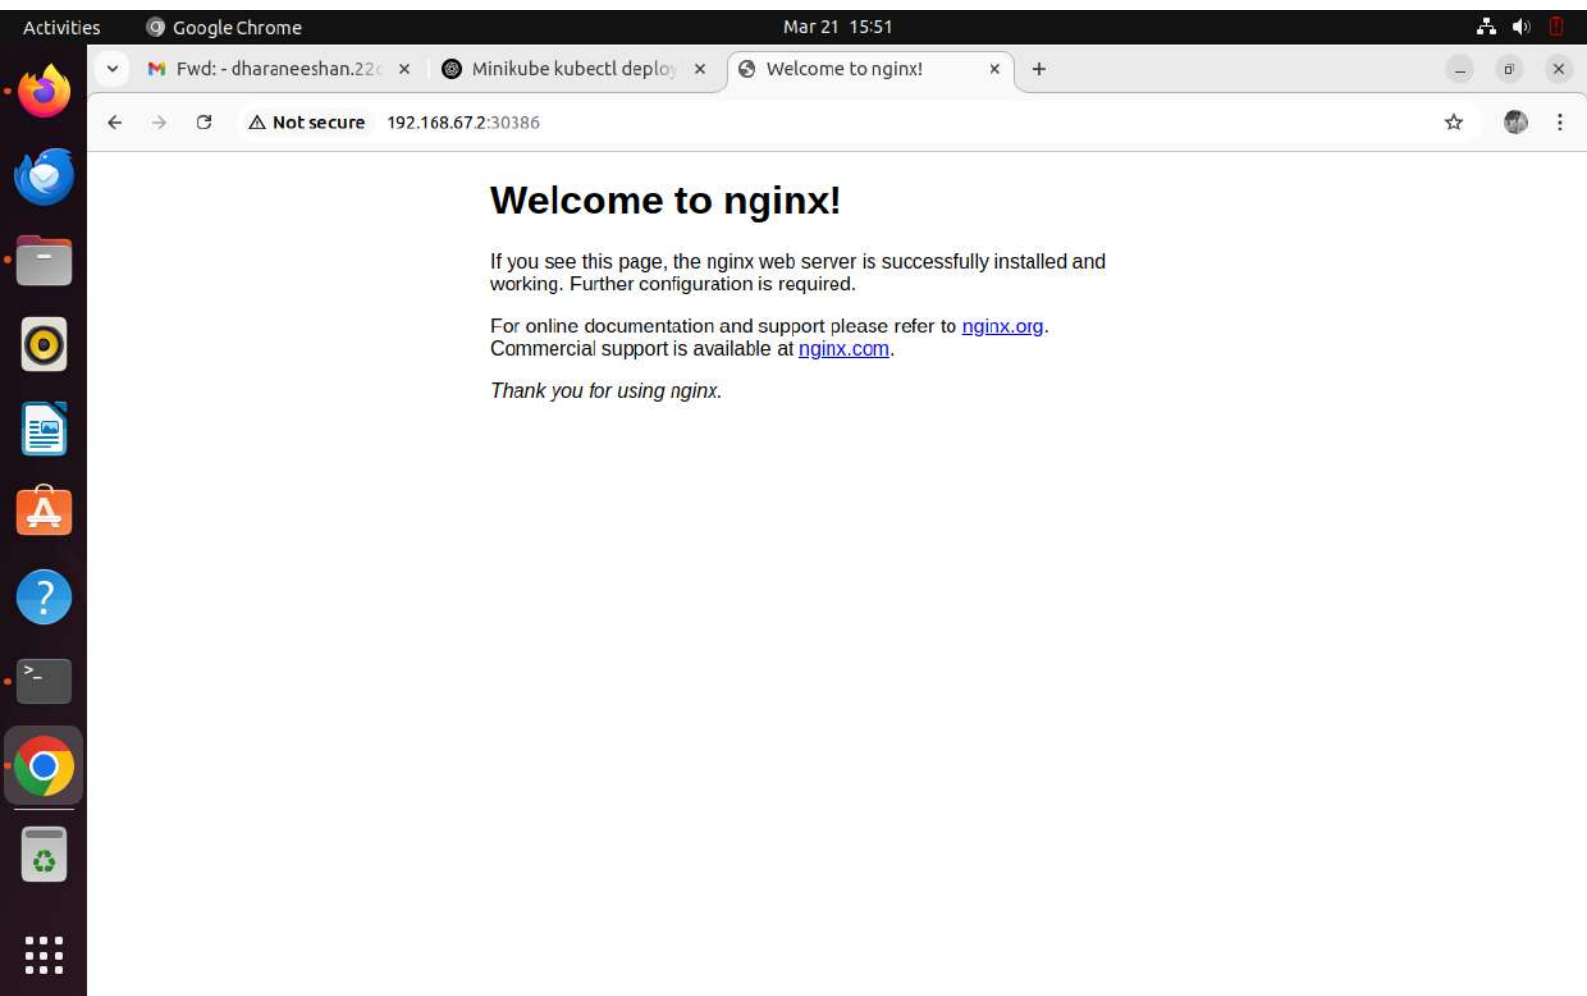 Activities
Google Chrome
Mar 21 15:51
Fwd: - dharaneeshan.22
Minikube kubectl deploy
Welcome to nginx!
Not secure
192.168.67.2:30386
Welcome to nginx!
If you see this page, the nginx web server is successfully installed and
working. Further configuration is required.
For online documentation and support please refer to nginx.org.
Commercial support is available at nginx.com.
Thank you for using nginx.